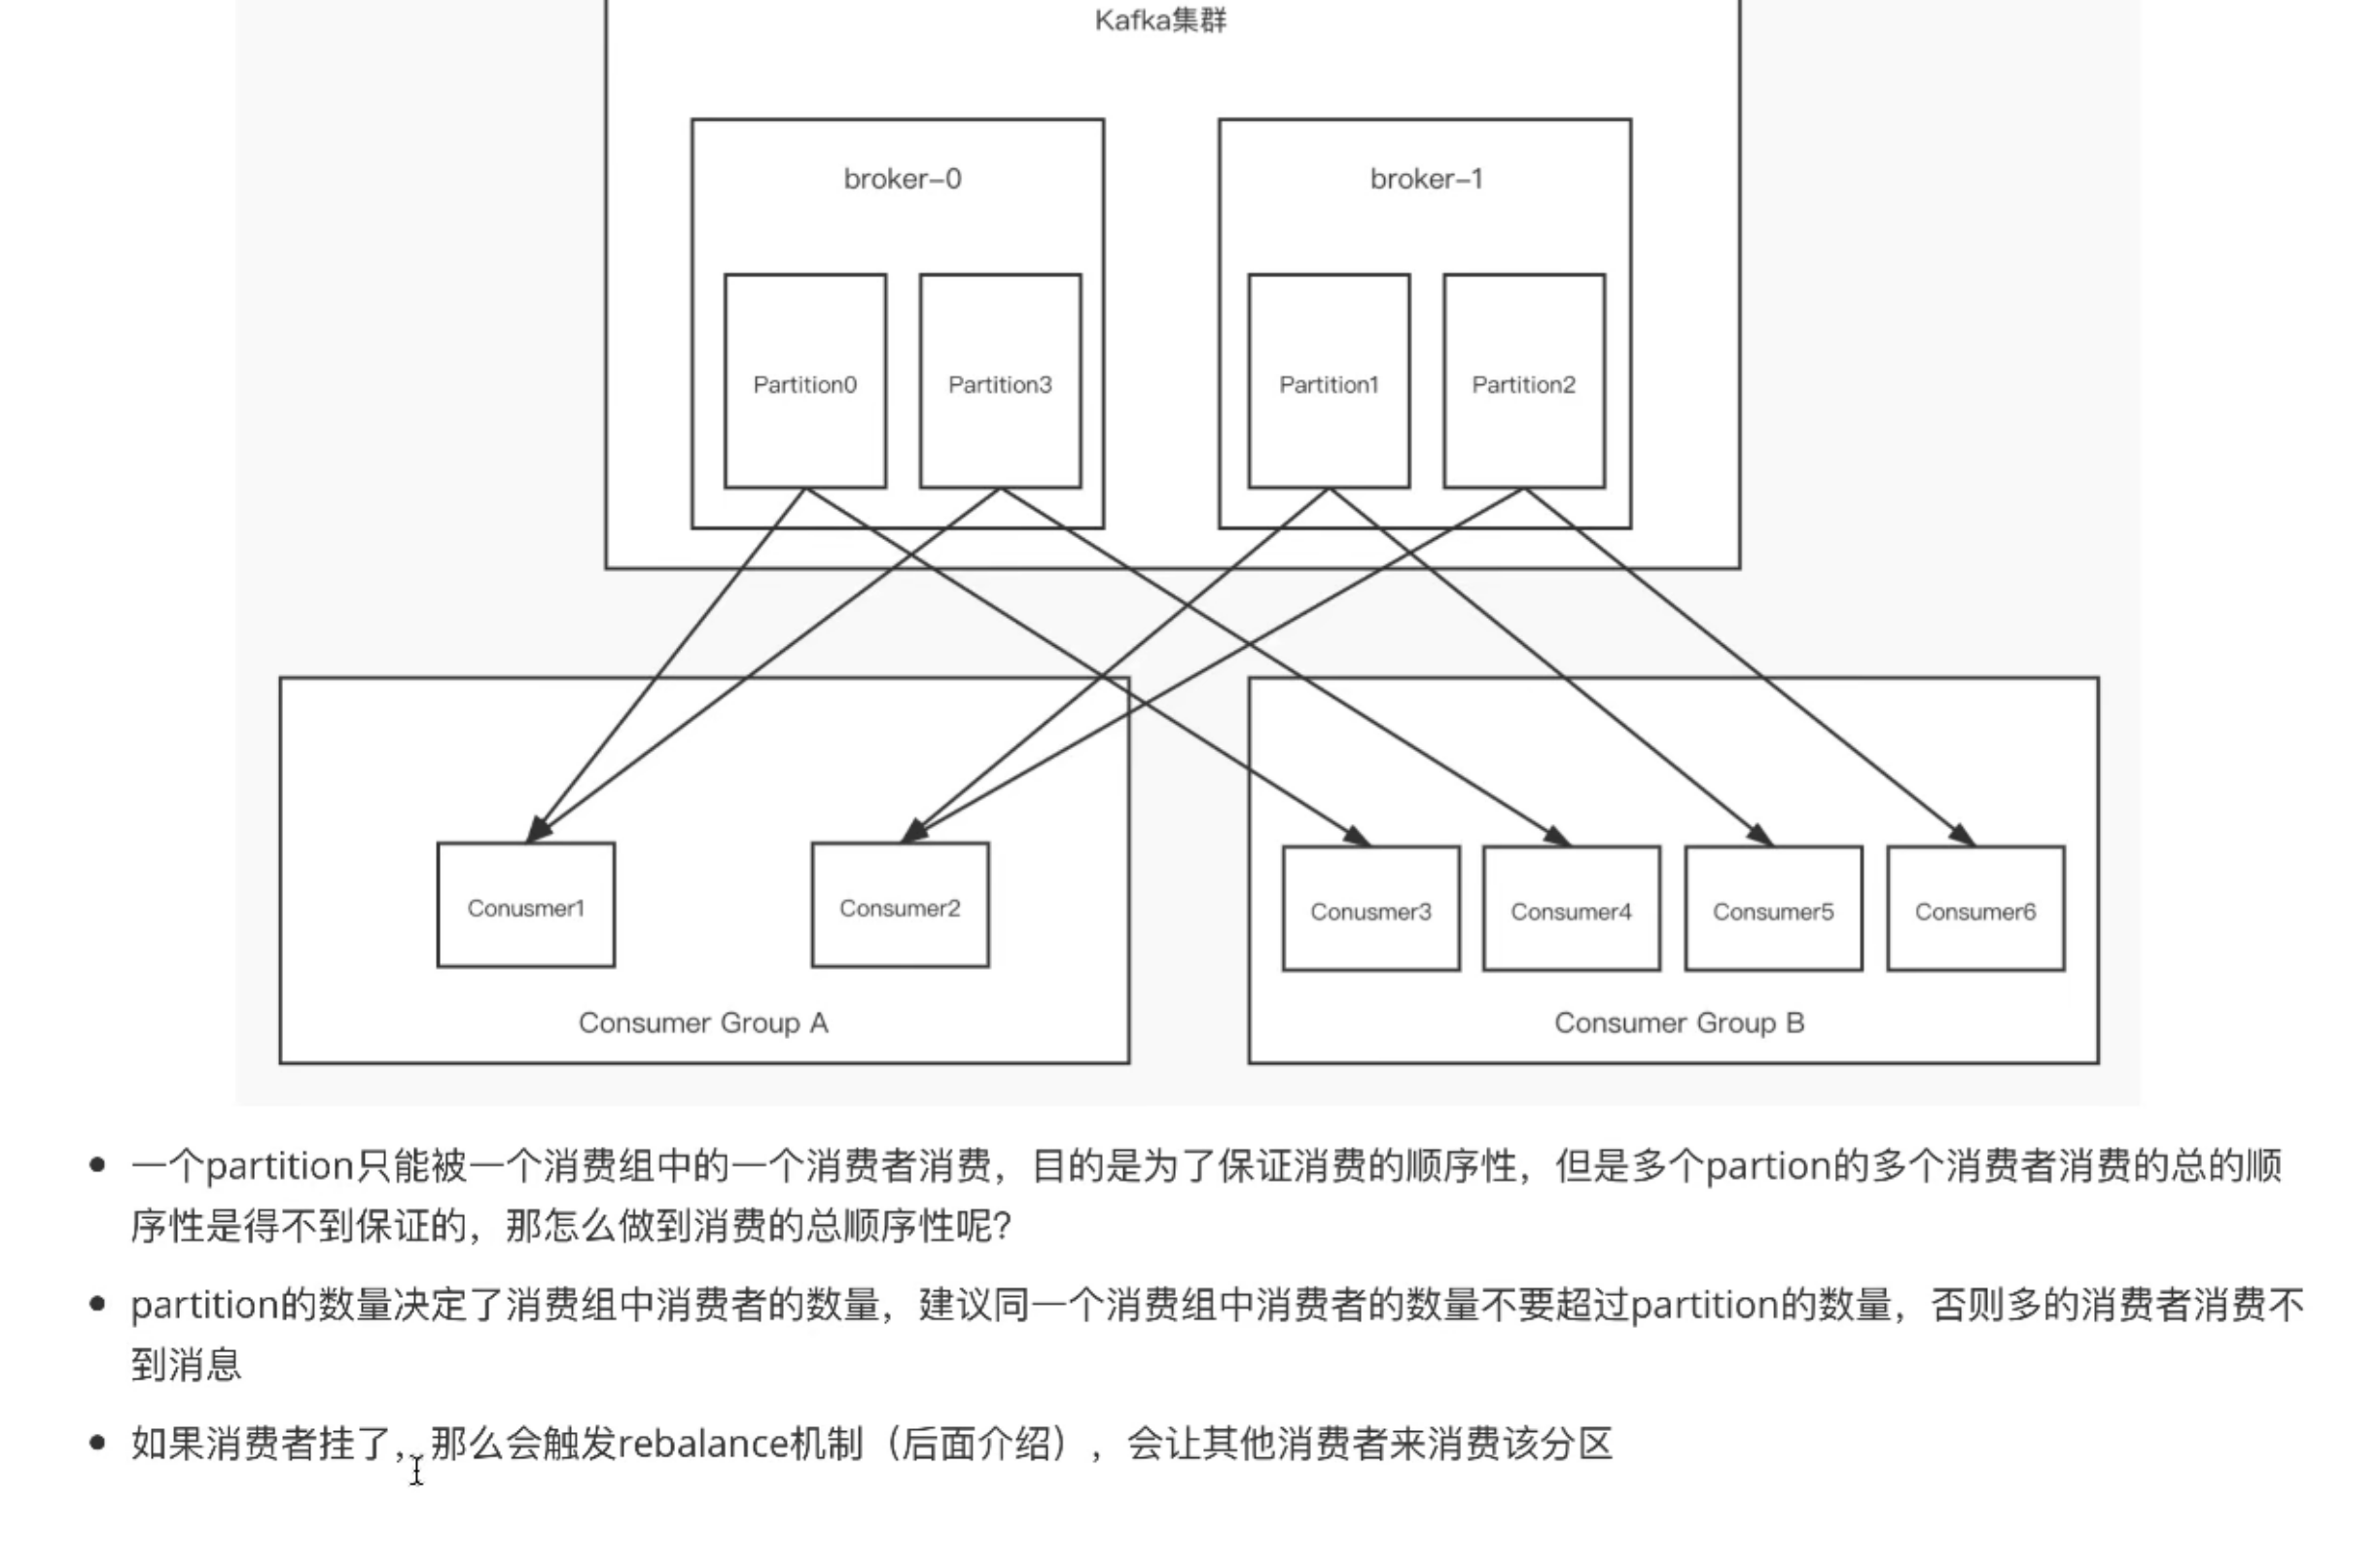 Kafka集群
broker-0
broker-1
Partition0
Partition3
Partition1
Partition2
Conusmer1
Consumer2
Conusmer3
Consumer4
Consumer5
Consumer6
Consumer Group A
Consumer Group B
一个partition只能被一个消费组中的一个消费者消费，目的是为了保证消费的顺序性，但是多个partion的多个消费者消费的总的顺
序性是得不到保证的，那怎么做到消费的总顺序性呢？
partition的数量决定了消费组中消费者的数量，建议同一个消费组中消费者的数量不要超过partition的数量，否则多的消费者消费不
到消息
如果消费者挂了，那么会触发rebalance机制（后面介绍），会让其他消费者来消费该分区